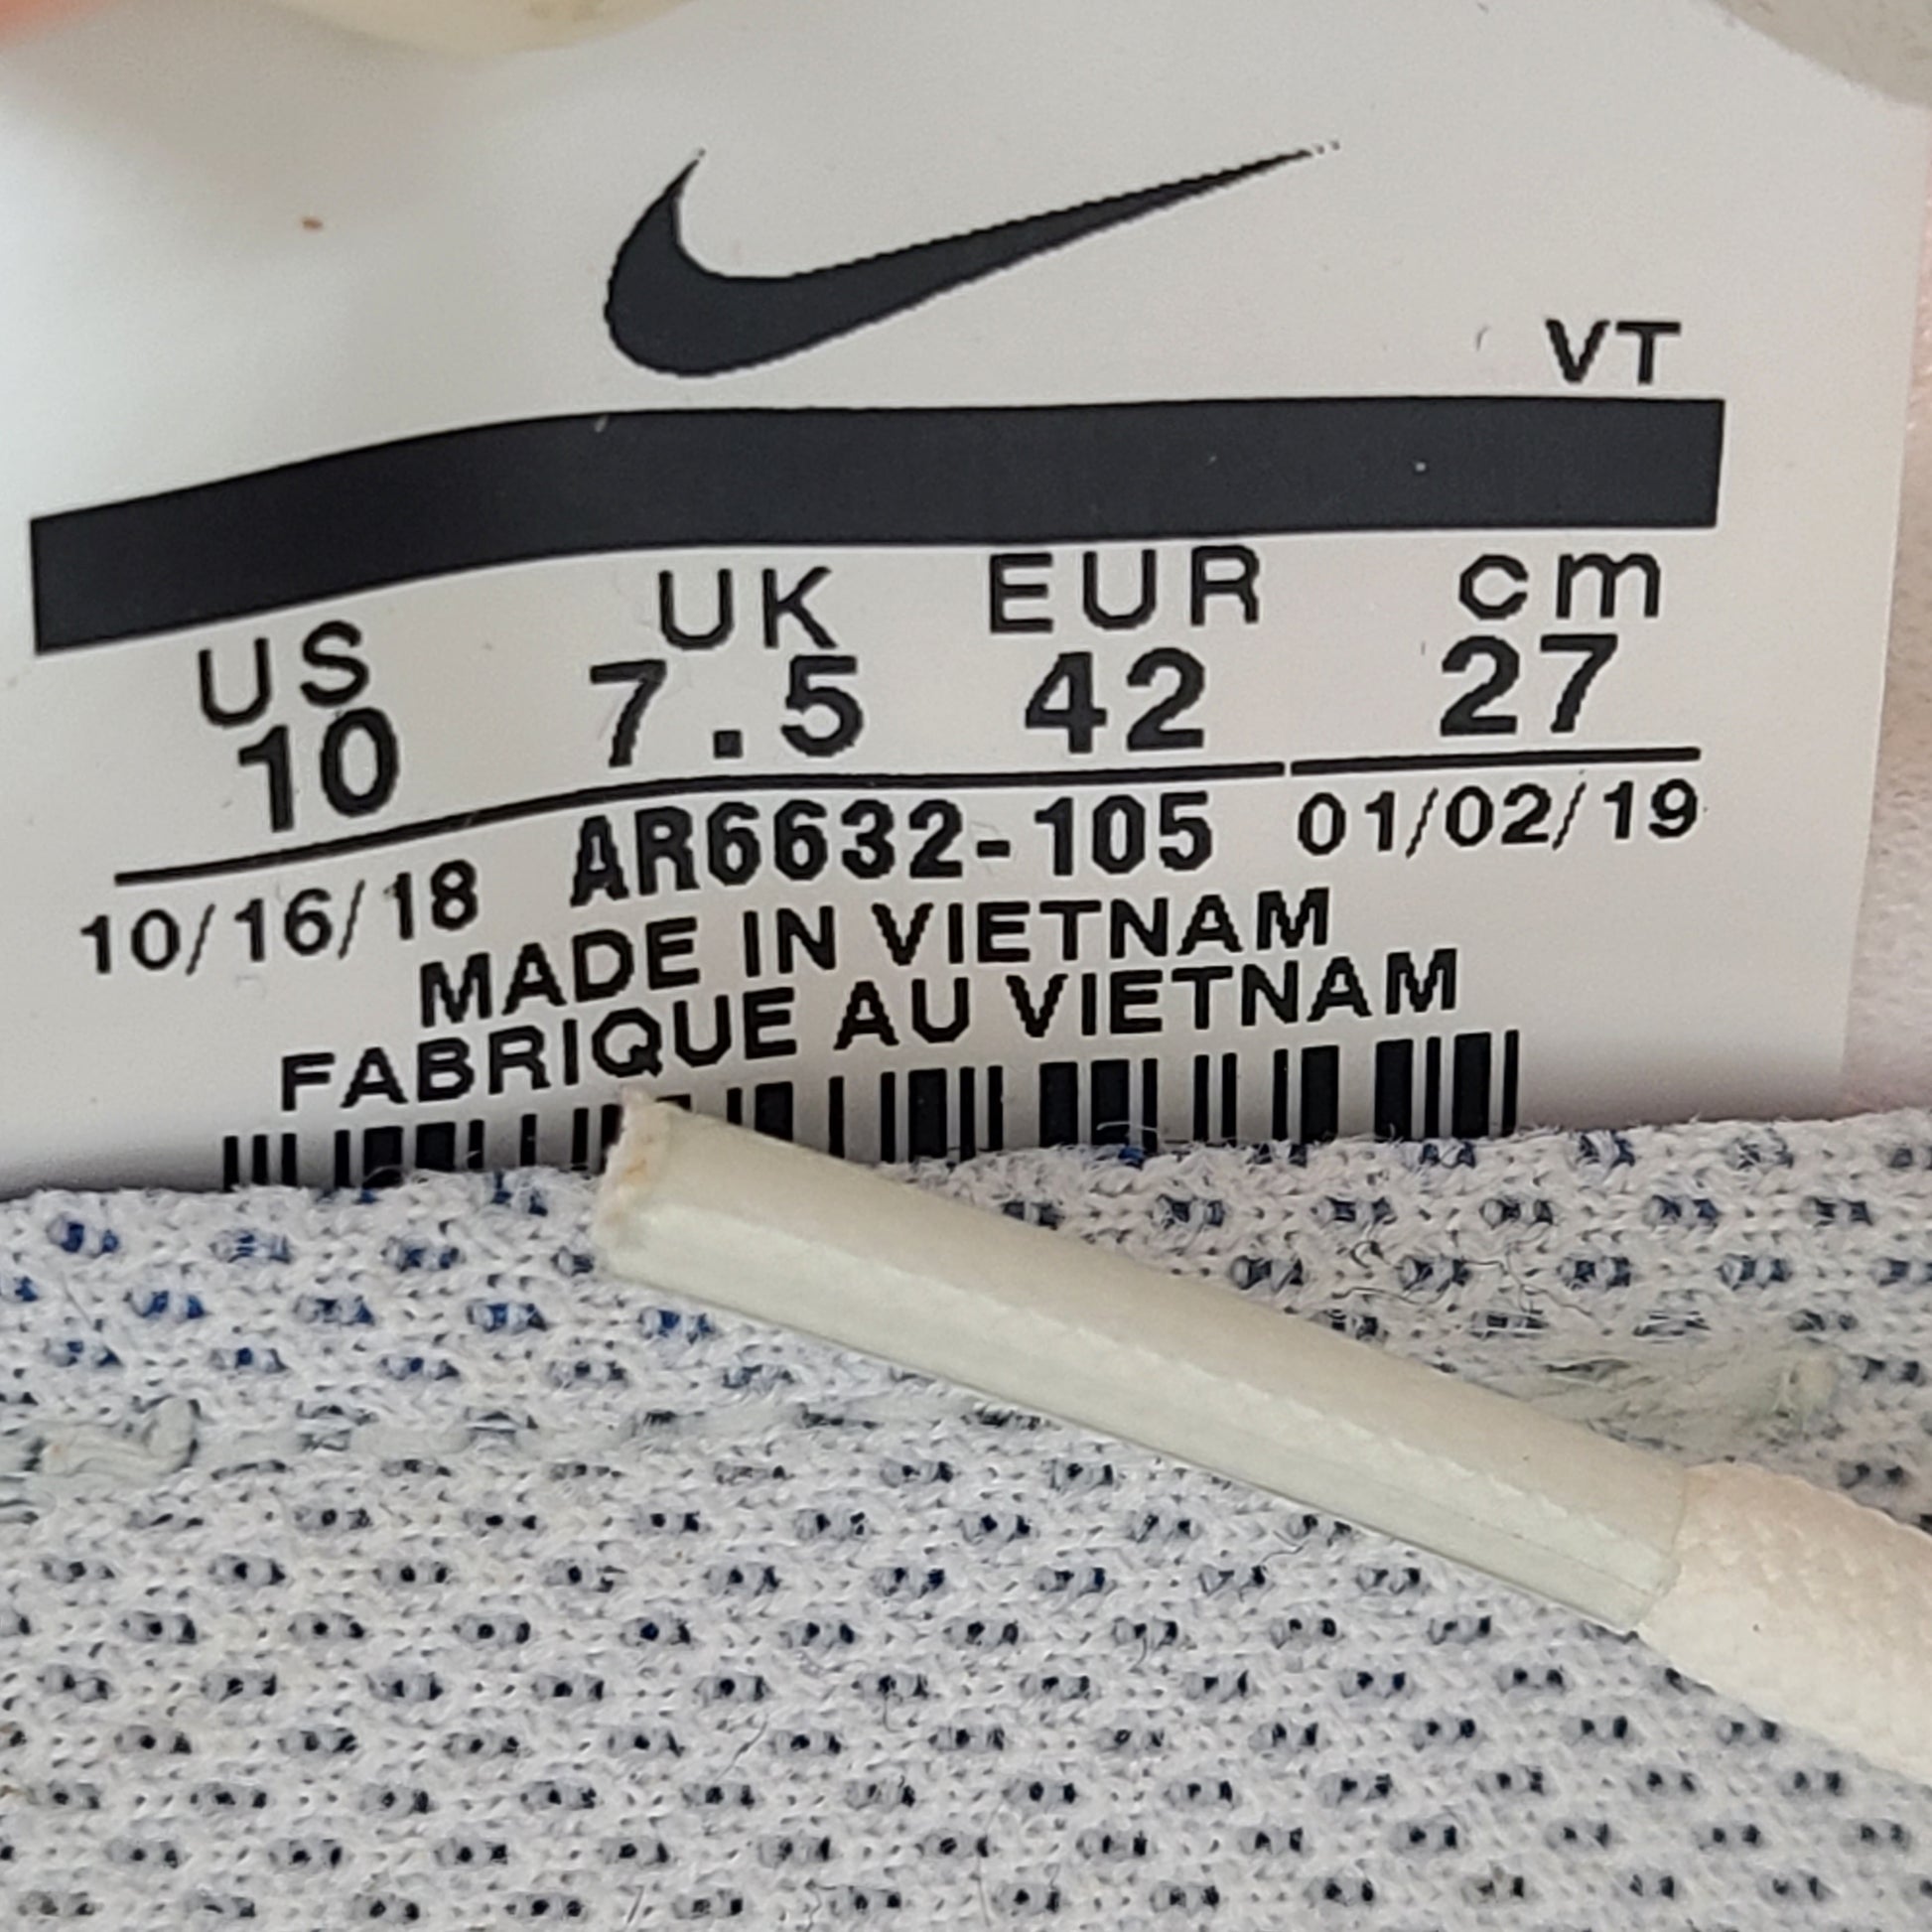 VT
US UK EUR cm
10 7.5 42 27
10/16/18 AR6632-105 01/02/19
MADE IN VIETNAM
FABRIQUE AU VIETNAM